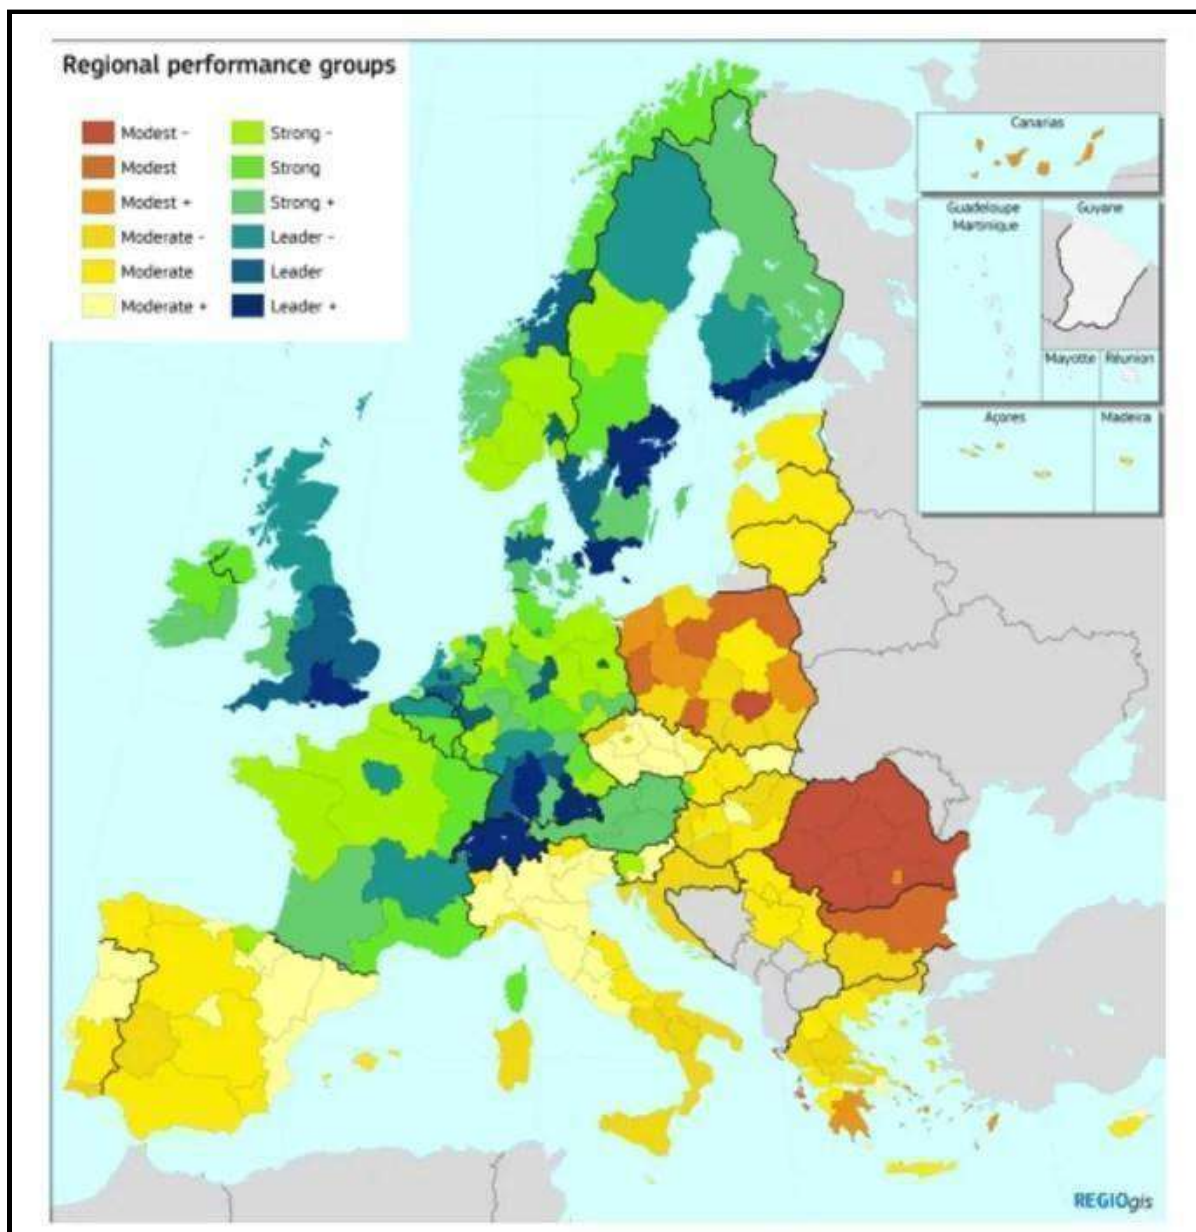 Regional performance groups
Modest -
Modest
Modest +
Moderate -
Moderate
Moderate +
Strong -
Strong
Strong +
Leader -
Leader
Leader +
Canarias
Guadeloupe
Martinique
Guyane
Mayotte
Réunion
Açores
Madeira
REGIOgis